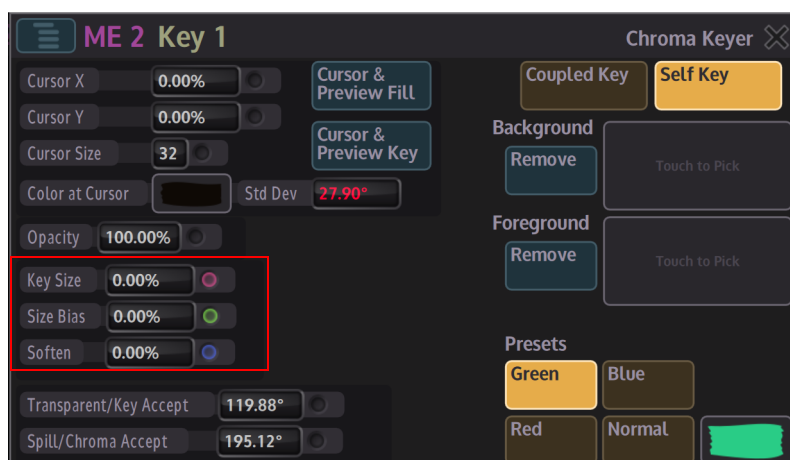 ME 2 Key 1
Chroma Keyer
Cursor X 0.00%
Cursor & Preview Fill
Coupled Key
Self Key
Cursor Y 0.00%
Cursor & Preview Key
Background
Cursor Size 32
Remove
Touch to Pick
Color at Cursor
Std Dev 27.90°
Foreground
Opacity 100.00%
Remove
Touch to Pick
Key Size 0.00%
Size Bias 0.00%
Soften 0.00%
Presets
Green
Blue
Transparent/Key Accept 119.88°
Red
Normal
Spill/Chroma Accept 195.12°